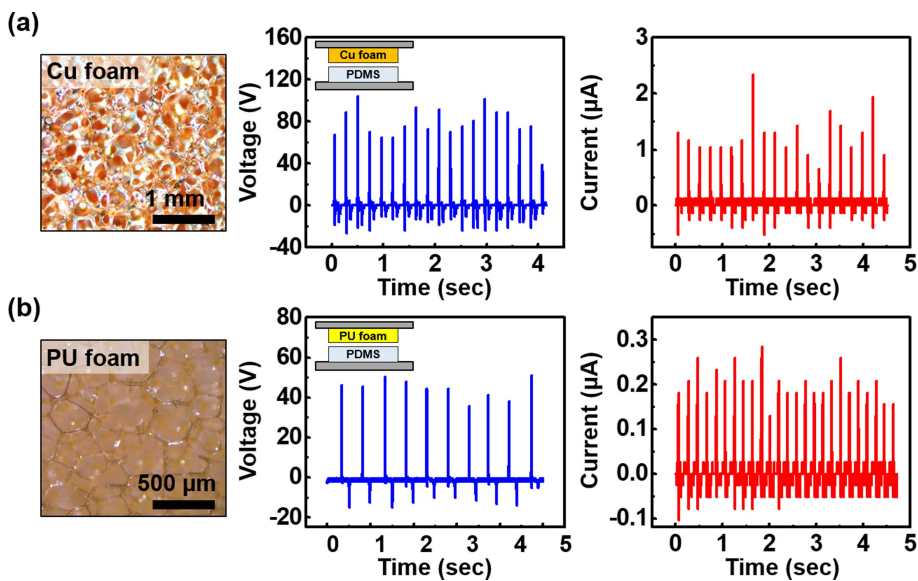 (a)
Cu foam
1 mm
Voltage (V)
160
120
80
40
0
-40
Cu foam
PDMS
0 1 2 3 4
Time (sec)
Current (µA)
3
2
1
0
0 1 2 3 4 5
Time (sec)
(b)
PU foam
500 µm
Voltage (V)
80
60
40
20
0
-20
PU foam
PDMS
0 1 2 3 4 5
Time (sec)
Current (µA)
0.3
0.2
0.1
0.0
-0.1
0 1 2 3 4 5
Time (sec)